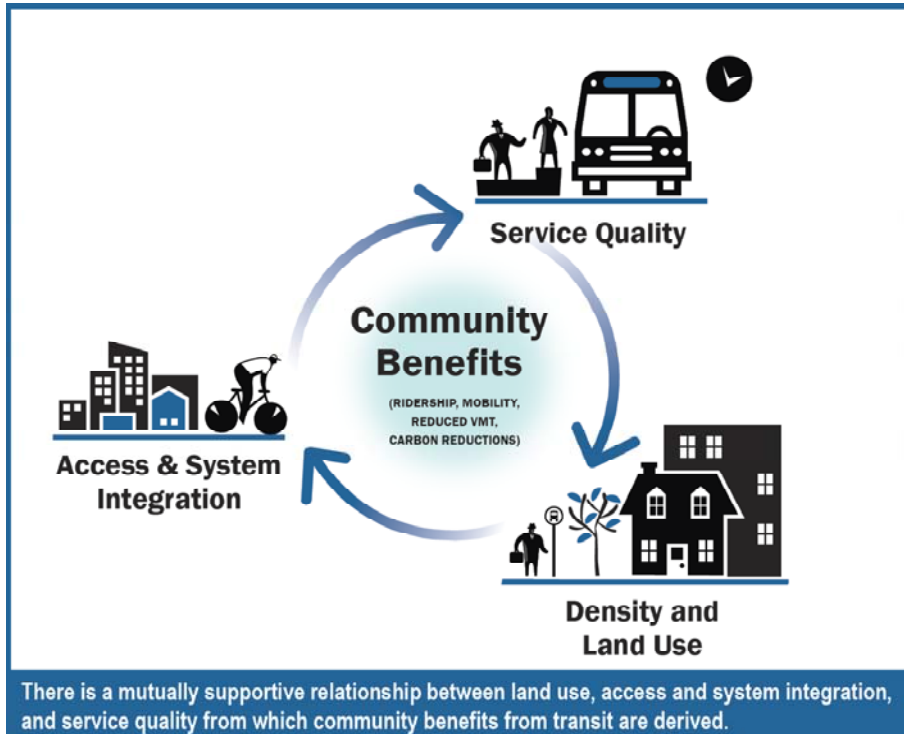 Service Quality
Community
Benefits
(RIDERSHIP, MOBILITY,
REDUCED VMT,
CARBON REDUCTIONS)
Access & System
Integration
Density and
Land Use
There is a mutually supportive relationship between land use, access and system integration,
and service quality from which community benefits from transit are derived.